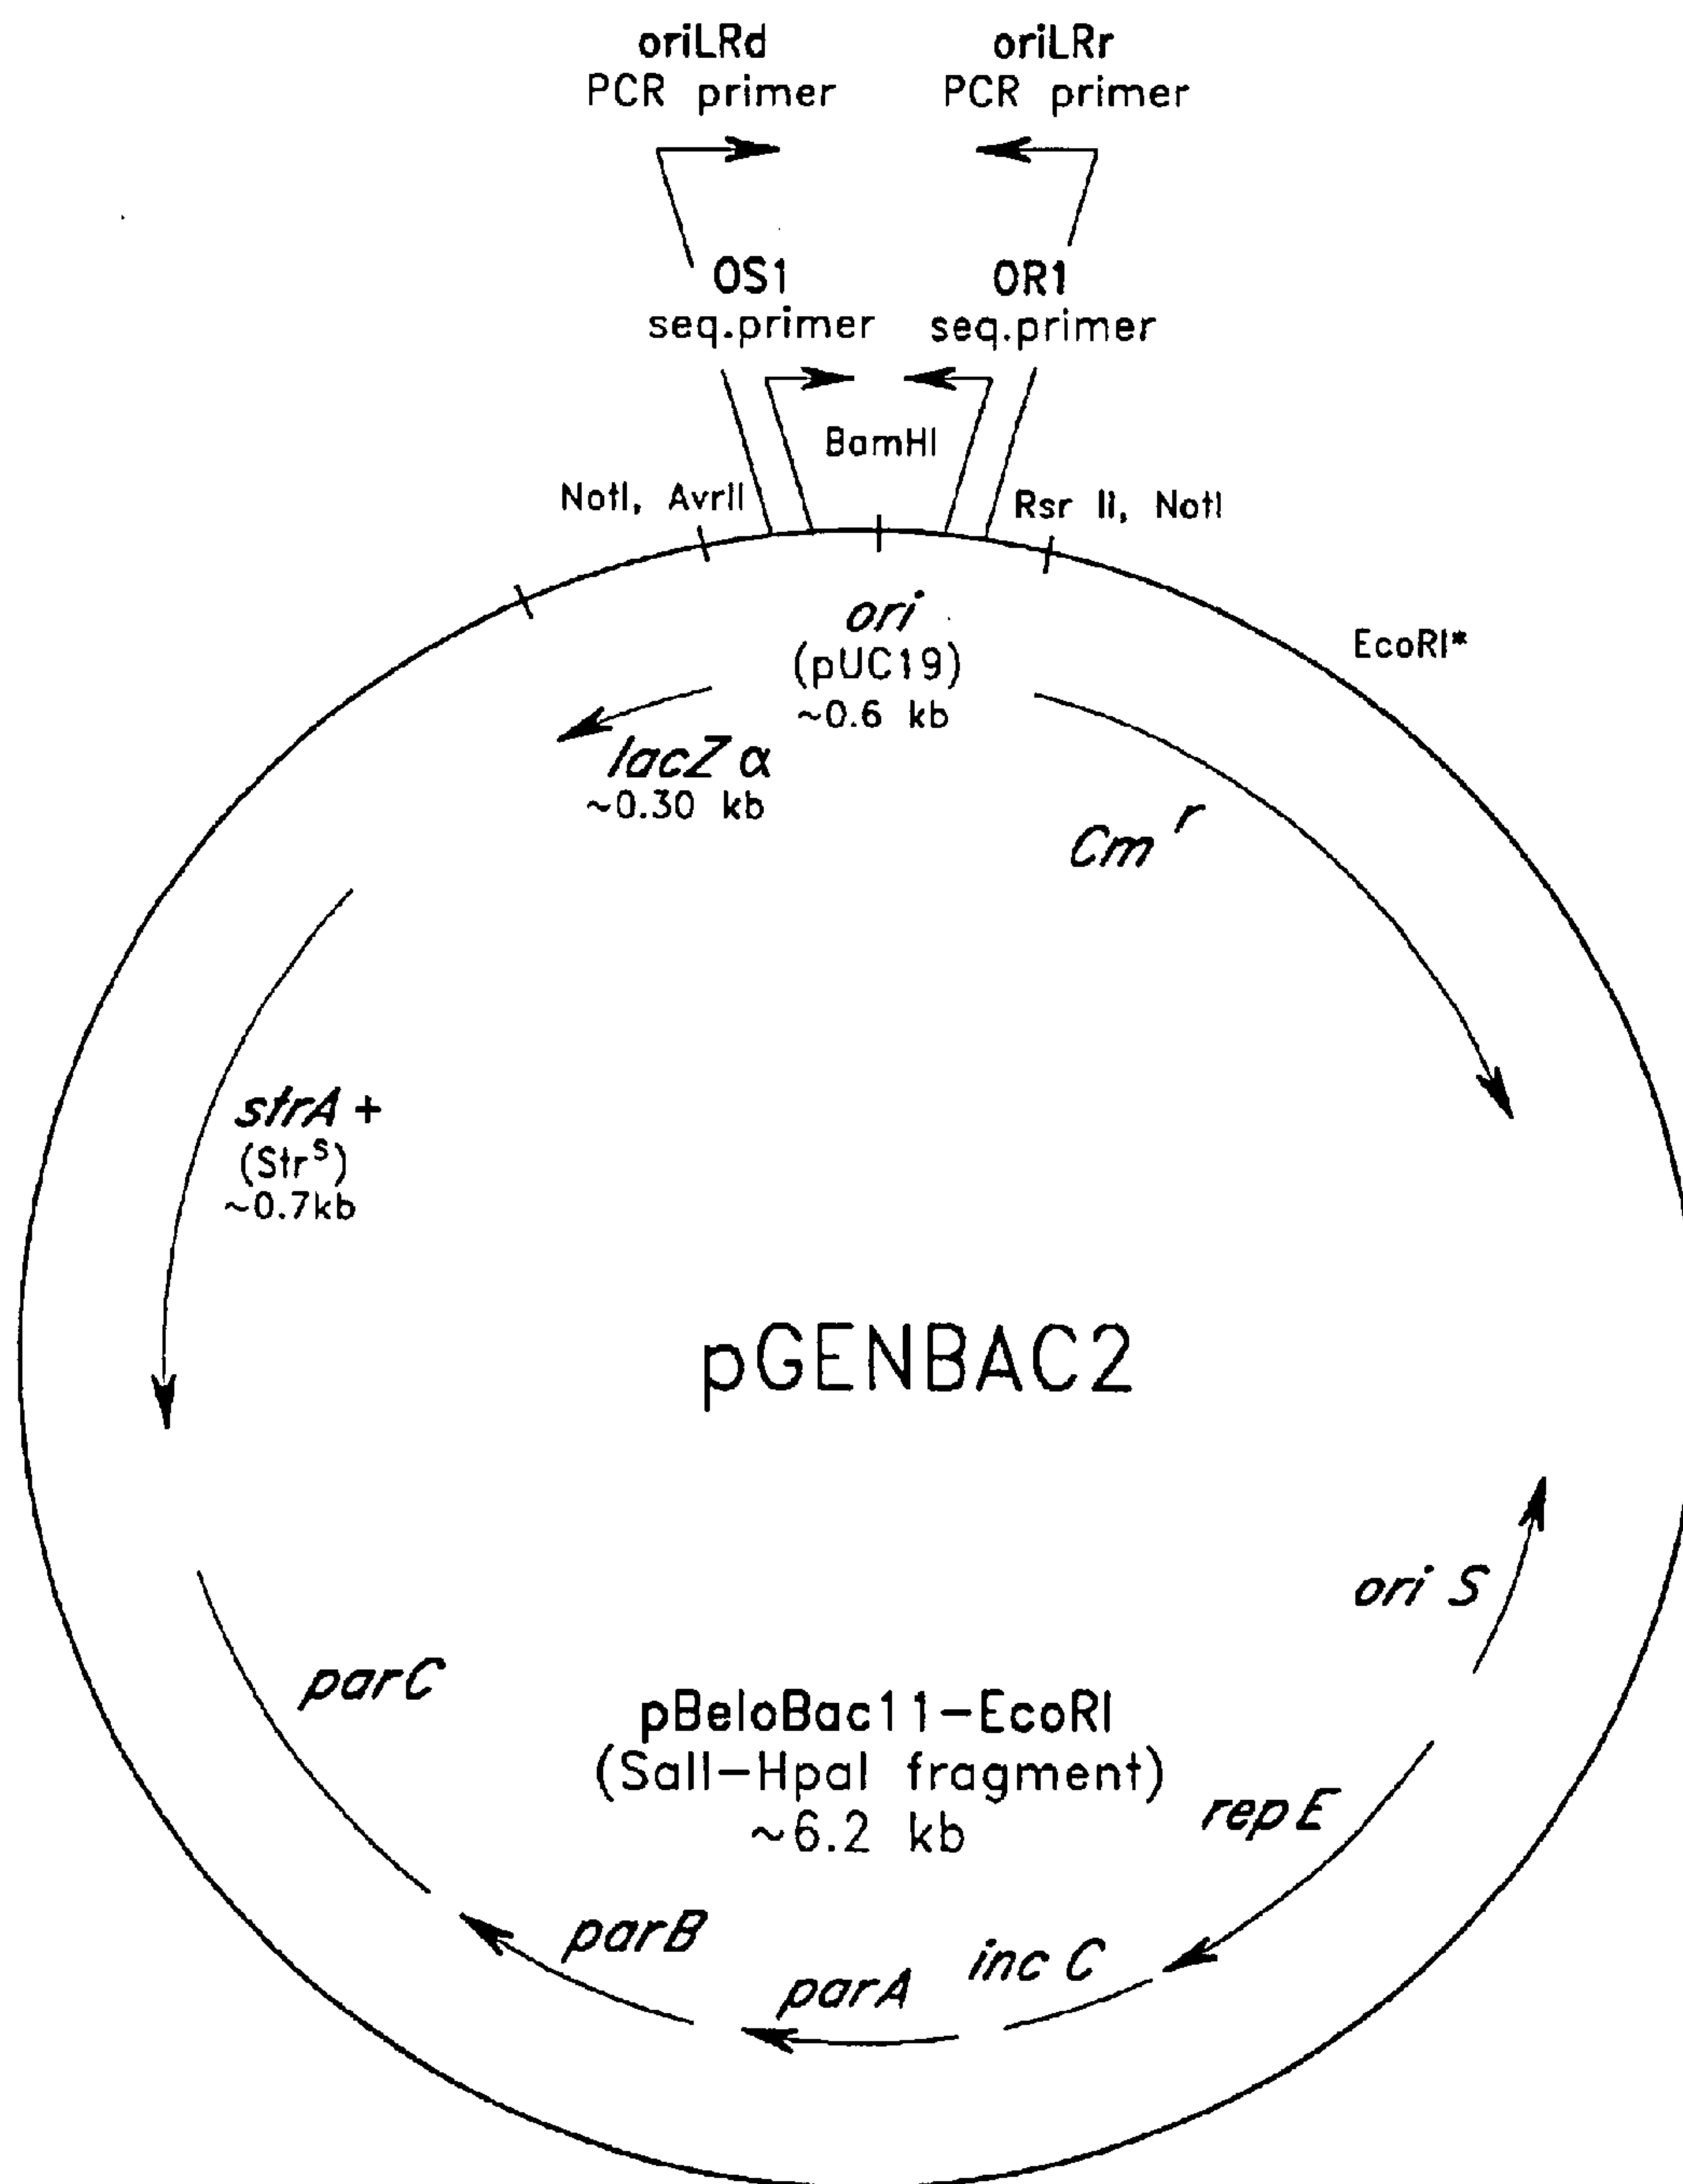 oriLRd
PCR primer
oriLRr
PCR primer
OS1
seq.primer
OR1
seq.primer
BamHI
NotI, AvrII
Rsr II, NotI
EcoRI*
ori
(pUC19)
~0.6 kb
lacZ α
~0.30 kb
Cm r
strA +
(Str s)
~0.7kb
pGENBAC2
ori S
parC
pBeloBac11-EcoRI
(SalI-HpaI fragment)
~6.2 kb
rep E
parB
inc C
parA